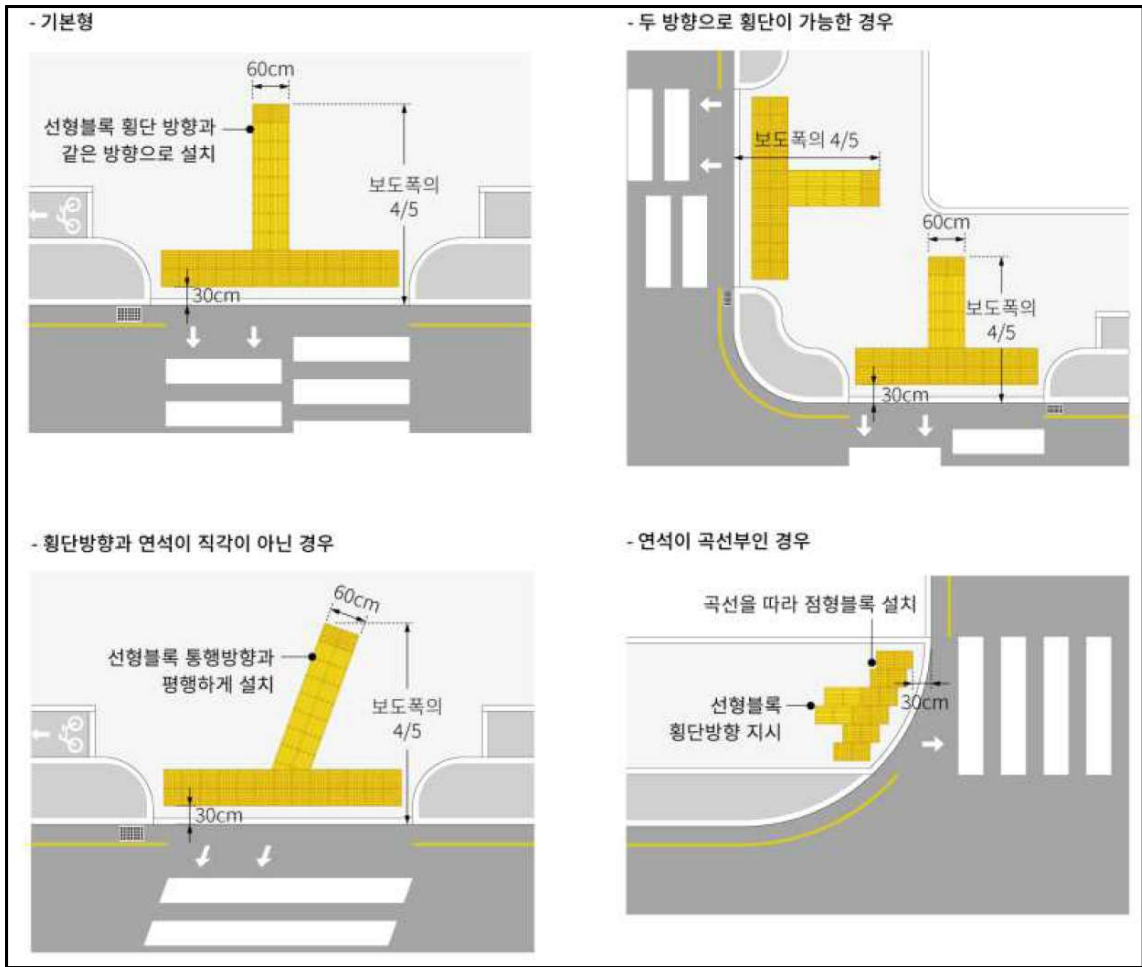 - 기본형
60cm
선형블록 횡단 방향과
같은 방향으로 설치
보도폭의
4/5
30cm
- 두 방향으로 횡단이 가능한 경우
보도폭의 4/5
60cm
보도폭의
4/5
30cm
- 횡단방향과 연석이 직각이 아닌 경우
60cm
선형블록 통행방향과
평행하게 설치
보도폭의
4/5
30cm
- 연석이 곡선부인 경우
곡선을 따라 점형블록 설치
30cm
선형블록
횡단방향 지시